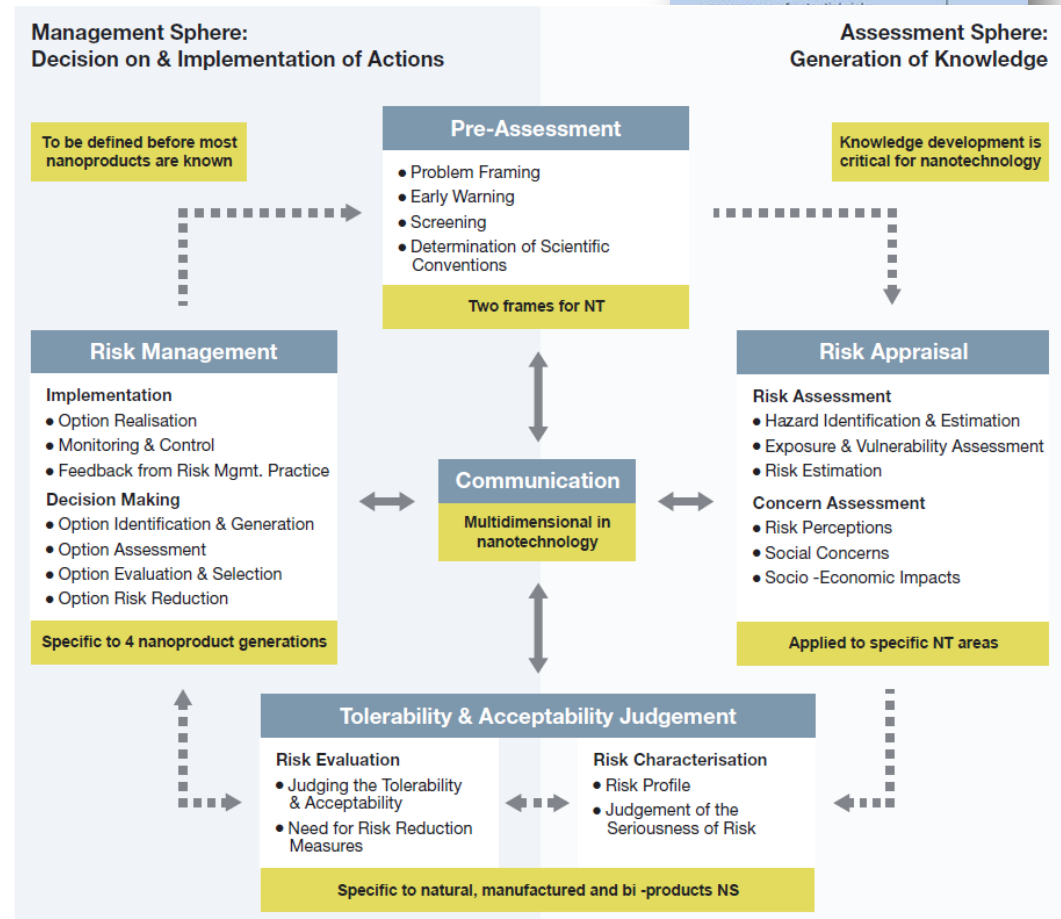 Management Sphere:
Decision on & Implementation of Actions
Assessment Sphere:
Generation of Knowledge
To be defined before most
nanoproducts are known
Pre-Assessment
● Problem Framing
● Early Warning
● Screening
● Determination of Scientific
Conventions
Two frames for NT
Knowledge development is
critical for nanotechnology
Risk Management
Implementation
● Option Realisation
● Monitoring & Control
● Feedback from Risk Mgmt. Practice
Decision Making
● Option Identification & Generation
● Option Assessment
● Option Evaluation & Selection
● Option Risk Reduction
Specific to 4 nanoproduct generations
Communication
Multidimensional in
nanotechnology
Risk Appraisal
Risk Assessment
● Hazard Identification & Estimation
● Exposure & Vulnerability Assessment
● Risk Estimation
Concern Assessment
● Risk Perceptions
● Social Concerns
● Socio -Economic Impacts
Applied to specific NT areas
Tolerability & Acceptability Judgement
Risk Evaluation
● Judging the Tolerability
& Acceptability
● Need for Risk Reduction
Measures
Risk Characterisation
● Risk Profile
● Judgement of the
Seriousness of Risk
Specific to natural, manufactured and bi -products NS